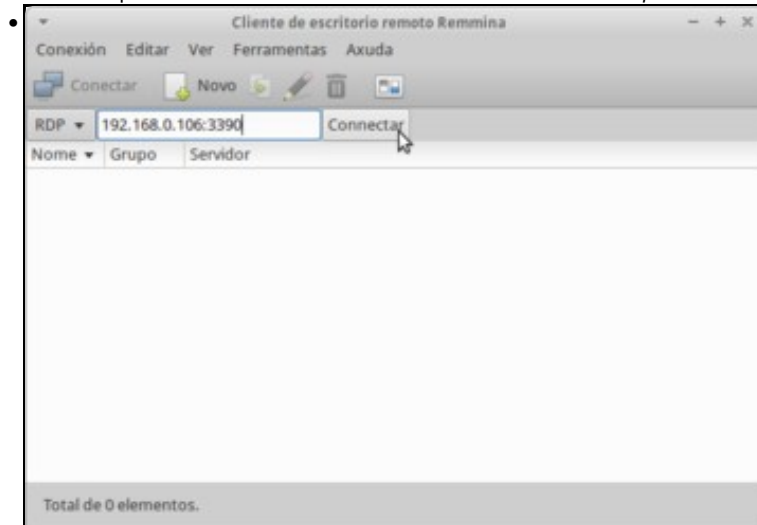 Cliente de escritorio remoto Remmina
Conexión Editar Ver Ferramentas Axuda
Conectar Novo
RDP 192.168.0.106:3390 Connectar
Nome Grupo Servidor
Total de 0 elementos.